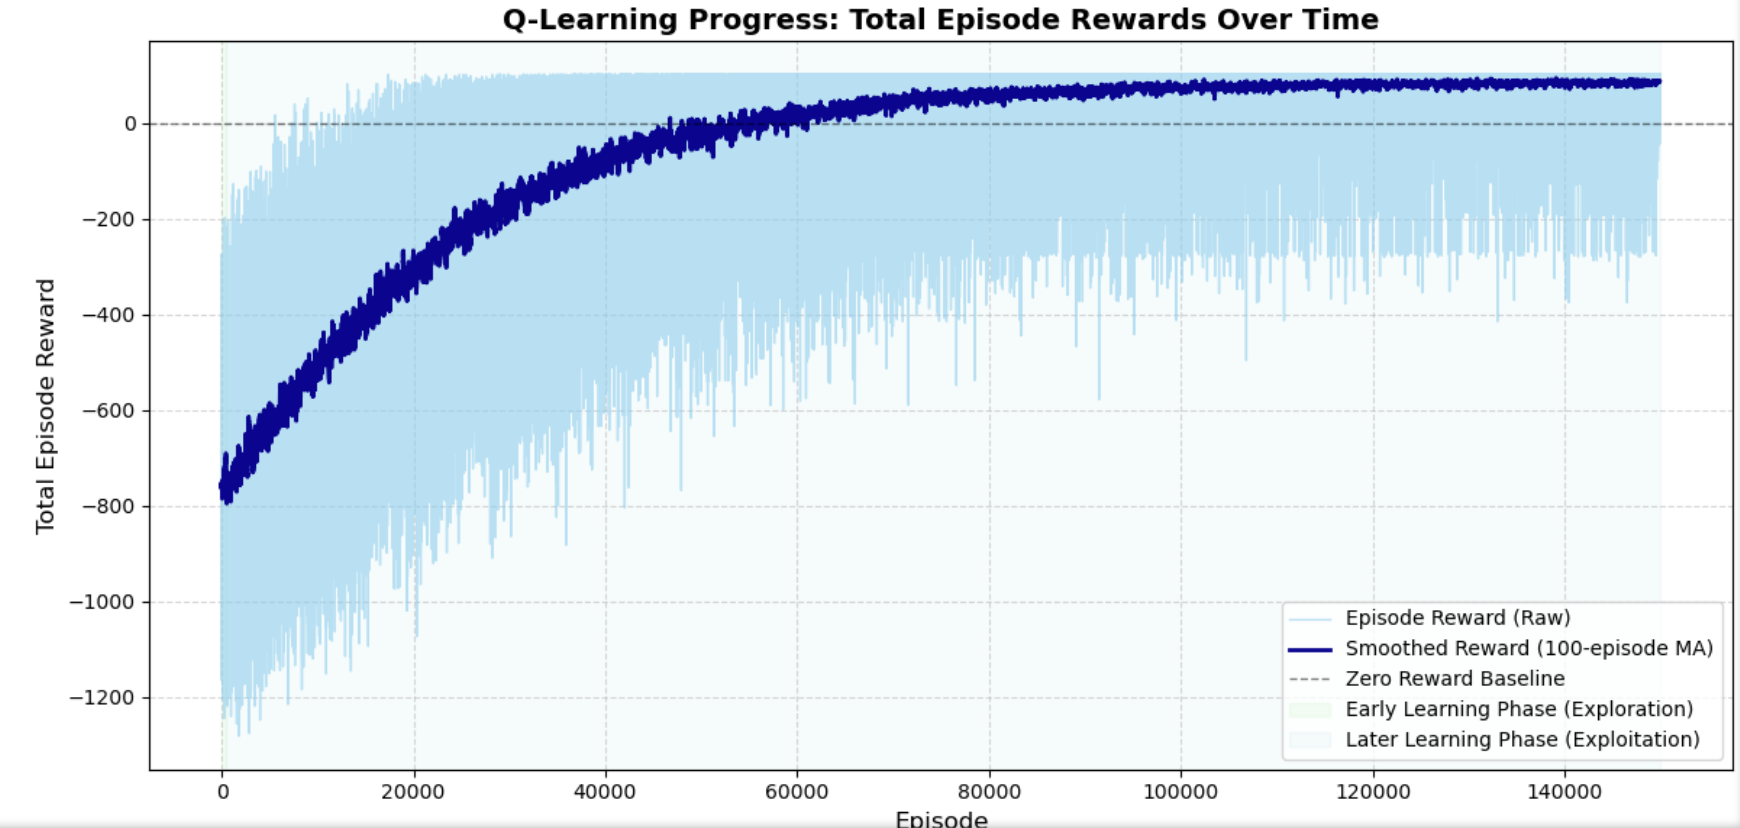 Q-Learning Progress: Total Episode Rewards Over Time
Total Episode Reward
0
−200
−400
−600
−800
−1000
−1200
Episode Reward (Raw)
Smoothed Reward (100-episode MA)
Zero Reward Baseline
Early Learning Phase (Exploration)
Later Learning Phase (Exploitation)
0 20000 40000 60000 80000 100000 120000 140000
Episode